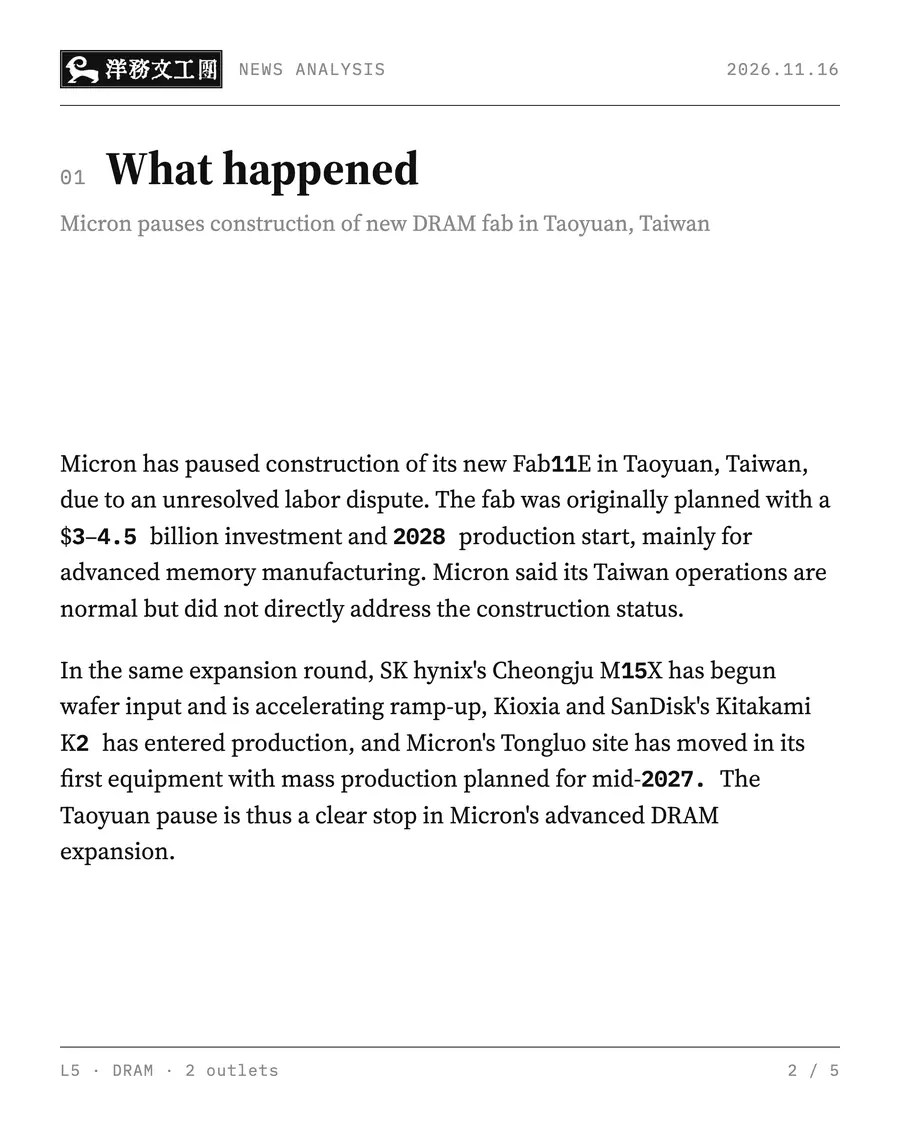 洋務文工團 NEWS ANALYSIS 2026.11.16
01 What happened
Micron pauses construction of new DRAM fab in Taoyuan, Taiwan
Micron has paused construction of its new Fab11E in Taoyuan, Taiwan,
due to an unresolved labor dispute. The fab was originally planned with a
$3–4.5 billion investment and 2028 production start, mainly for
advanced memory manufacturing. Micron said its Taiwan operations are
normal but did not directly address the construction status.
In the same expansion round, SK hynix's Cheongju M15X has begun
wafer input and is accelerating ramp-up, Kioxia and SanDisk's Kitakami
K2 has entered production, and Micron's Tongluo site has moved in its
first equipment with mass production planned for mid-2027. The
Taoyuan pause is thus a clear stop in Micron's advanced DRAM
expansion.
L5 · DRAM · 2 outlets 2 / 5